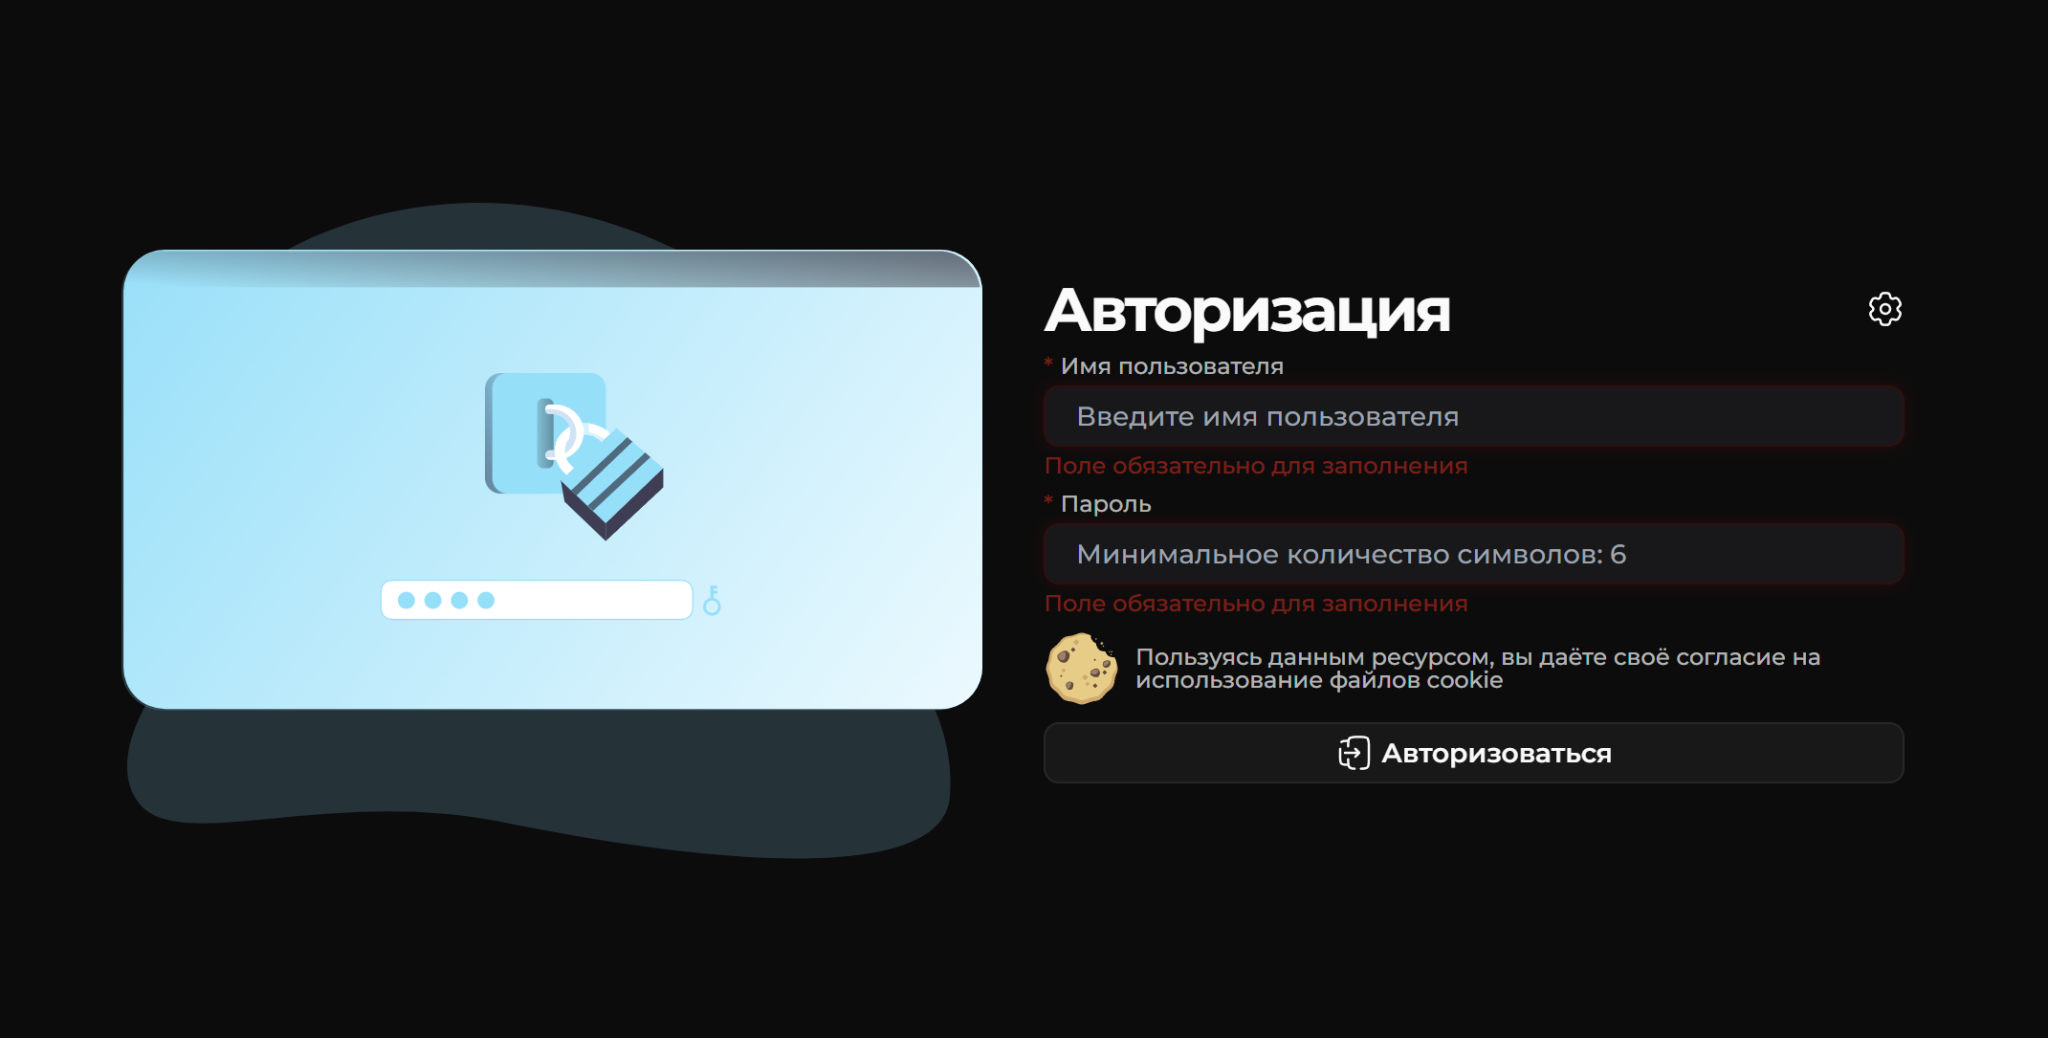 Авторизация
* Имя пользователя
Введите имя пользователя
Поле обязательно для заполнения
* Пароль
Минимальное количество символов: 6
Поле обязательно для заполнения
Пользуясь данным ресурсом, вы даёте своё согласие на
использование файлов cookie
Авторизоваться